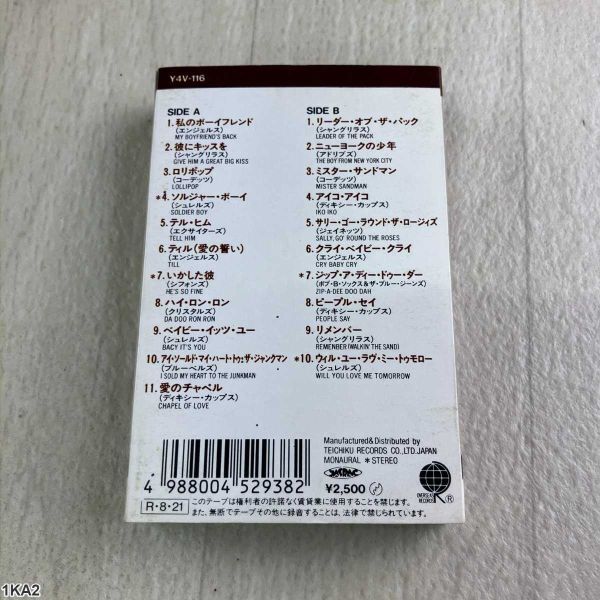 Y4V-116
SIDE A
1. 私のボーイフレンド
(エンジェルス)
MY BOYFRIEND'S BACK
2. 彼にキッスを
(シャングリラス)
GIVE HIM A GREAT BIG KISS
3. ロリポップ
(コーデッツ)
LOLLIPOP
*4. ソルジャー・ボーイ
(シュレルズ)
SOLDIER BOY
5. テル・ヒム
(エクサイターズ)
TELL HIM
6. ティル(愛の誓い)
(エンジェルス)
TILL
*7. いかした彼
(シフォンズ)
HE'S SO FINE
8. ハイ・ロン・ロン
(クリスタルズ)
DA DOO RON RON
9. ベイビー・イッツ・ユー
(シュレルズ)
BACY IT'S YOU
10. アイ・ソールド・マイ・ハート・トゥ・ザ・ジャンクマン
(ブルーベルズ)
I SOLD MY HEART TO THE JUNKMAN
11. 愛のチャペル
(ディキシー・カップス)
CHAPEL OF LOVE
SIDE B
1. リーダー・オブ・ザ・パック
(シャングリラス)
LEADER OF THE PACK
2. ニューヨークの少年
(アドリブズ)
THE BOY FROM NEW YORK CITY
3. ミスター・サンドマン
(コーデッツ)
MISTER SANDMAN
4. アイコ・アイコ
(ディキシー・カップス)
IKO IKO
5. サリー・ゴー・ラウンド・ザ・ロージィズ
(ジェイネッツ)
SALLY, GO' ROUND THE ROSES
6. クライ・ベイビー・クライ
(エンジェルス)
CRY BABY CRY
*7. ジップ・ア・ディー・ドゥー・ダー
(ボブ・B・ソックス&ザ・ブルー・ジーンズ)
ZIP-A-DEE DOO DAH
8. ピープル・セイ
(ディキシー・カップス)
PEOPLE SAY
9. リメンバー
(シャングリラス)
REMENBER (WALKIN' THE SAND)
*10. ウィル・ユー・ラヴ・ミー・トゥモロー
(シュレルズ)
WILL YOU LOVE ME TOMORROW
Manufactured & Distributed by
TEICHIKU RECORDS CO., LTD. JAPAN
MONAURAL * STEREO
4 988004 529382
¥2,500
OVERSEAS
RECORDS
R
R・8・21
このテープは権利者の許諾なく賃貸業に使用することを禁じます。
また、無断でテープその他に録音することは、法律で禁じられています。
1KA2